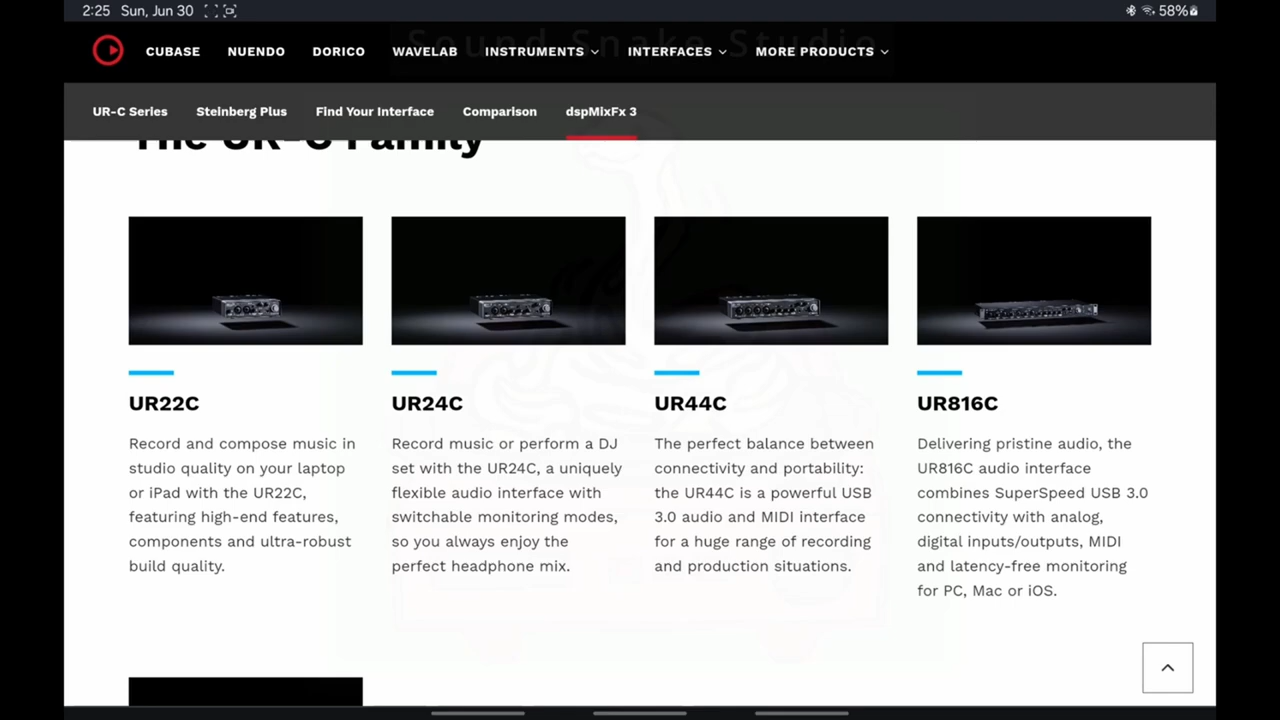 2:25 Sun, Jun 30 58%
Sound Snake Studio
CUBASE NUENDO DORICO WAVELAB INSTRUMENTS INTERFACES MORE PRODUCTS
UR-C Series Steinberg Plus Find Your Interface Comparison dspMixFx 3
The UR-C Family
UR22C
Record and compose music in
studio quality on your laptop
or iPad with the UR22C,
featuring high-end features,
components and ultra-robust
build quality.
UR24C
Record music or perform a DJ
set with the UR24C, a uniquely
flexible audio interface with
switchable monitoring modes,
so you always enjoy the
perfect headphone mix.
UR44C
The perfect balance between
connectivity and portability:
the UR44C is a powerful USB
3.0 audio and MIDI interface
for a huge range of recording
and production situations.
UR816C
Delivering pristine audio, the
UR816C audio interface
combines SuperSpeed USB 3.0
connectivity with analog,
digital inputs/outputs, MIDI
and latency-free monitoring
for PC, Mac or iOS.